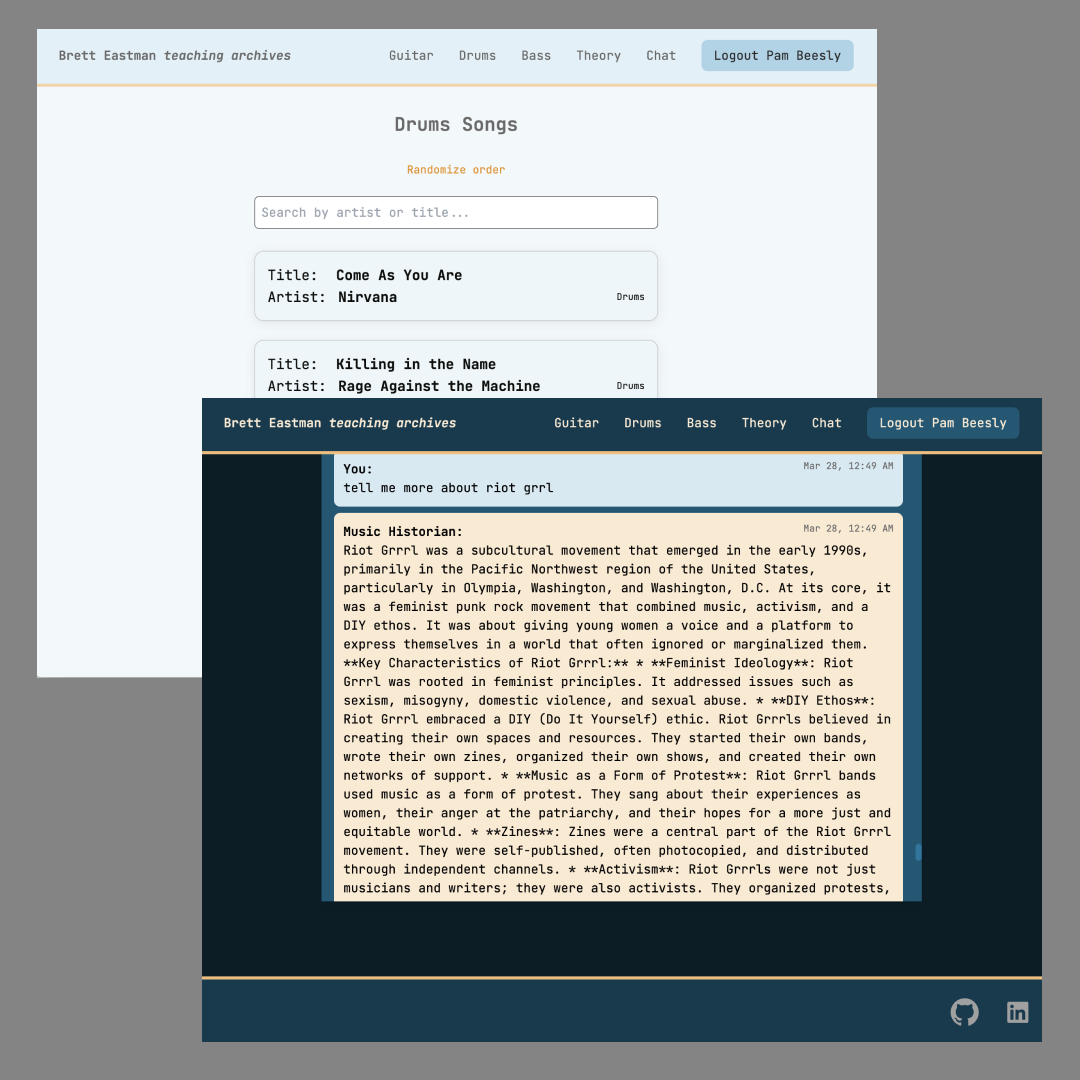 Brett Eastman teaching archives Guitar Drums Bass Theory Chat Logout Pam Beesly
Drums Songs
Randomize order
Search by artist or title...
Title: Come As You Are
Artist: Nirvana Drums
Title: Killing in the Name
Artist: Rage Against the Machine Drums
Brett Eastman teaching archives Guitar Drums Bass Theory Chat Logout Pam Beesly
You: Mar 28, 12:49 AM
tell me more about riot grrl
Music Historian: Mar 28, 12:49 AM
Riot Grrrl was a subcultural movement that emerged in the early 1990s,
primarily in the Pacific Northwest region of the United States,
particularly in Olympia, Washington, and Washington, D.C. At its core, it
was a feminist punk rock movement that combined music, activism, and a
DIY ethos. It was about giving young women a voice and a platform to
express themselves in a world that often ignored or marginalized them.
**Key Characteristics of Riot Grrrl:** * **Feminist Ideology**: Riot
Grrrl was rooted in feminist principles. It addressed issues such as
sexism, misogyny, domestic violence, and sexual abuse. * **DIY Ethos**:
Riot Grrrl embraced a DIY (Do It Yourself) ethic. Riot Grrrls believed in
creating their own spaces and resources. They started their own bands,
wrote their own zines, organized their own shows, and created their own
networks of support. * **Music as a Form of Protest**: Riot Grrrl bands
used music as a form of protest. They sang about their experiences as
women, their anger at the patriarchy, and their hopes for a more just and
equitable world. * **Zines**: Zines were a central part of the Riot Grrrl
movement. They were self-published, often photocopied, and distributed
through independent channels. * **Activism**: Riot Grrrls were not just
musicians and writers; they were also activists. They organized protests,
in